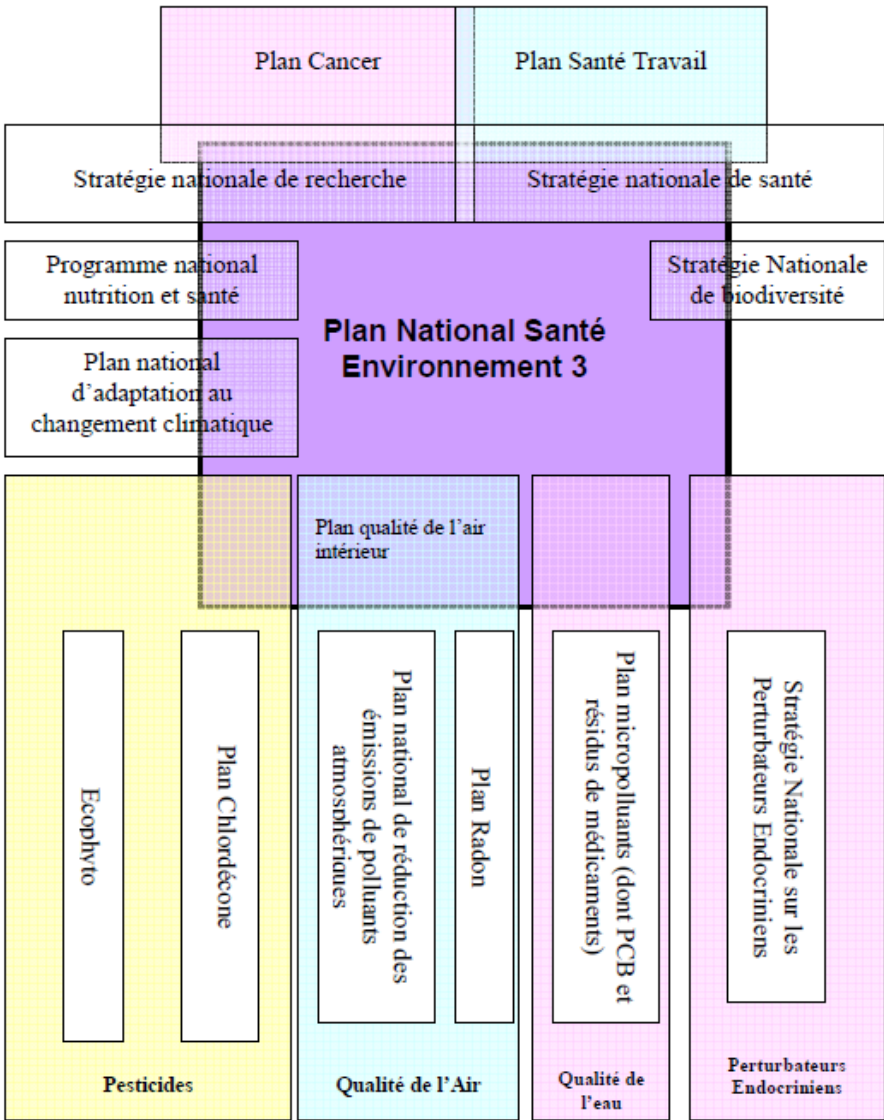 Plan Cancer
Plan Santé Travail
Stratégie nationale de recherche
Stratégie nationale de santé
Programme national
nutrition et santé
Stratégie Nationale
de biodiversité
Plan National Santé
Environnement 3
Plan national
d’adaptation au
changement climatique
Plan qualité de l’air
intérieur
Ecophyto
Plan Chlordécone
Plan national de réduction des
émissions de polluants
atmosphériques
Plan Radon
Plan micropolluants (dont PCB et
résidus de médicaments)
Stratégie Nationale sur les
Perturbateurs Endocriniens
Pesticides
Qualité de l’Air
Qualité de
l’eau
Perturbateurs
Endocriniens